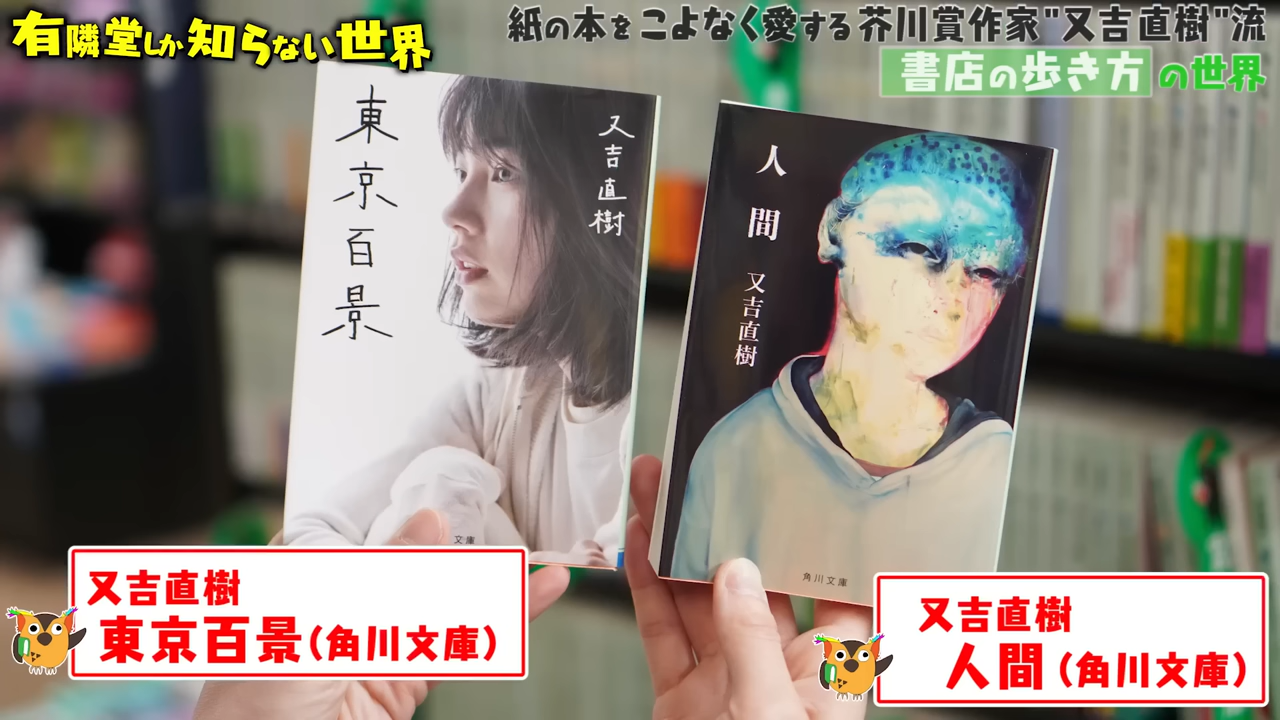 有隣堂しか知らない世界
紙の本をこよなく愛する芥川賞作家"又吉直樹"流
書店の歩き方の世界
東京百景
又吉直樹
文庫
人間
又吉直樹
角川文庫
又吉直樹
東京百景(角川文庫)
又吉直樹
人間(角川文庫)